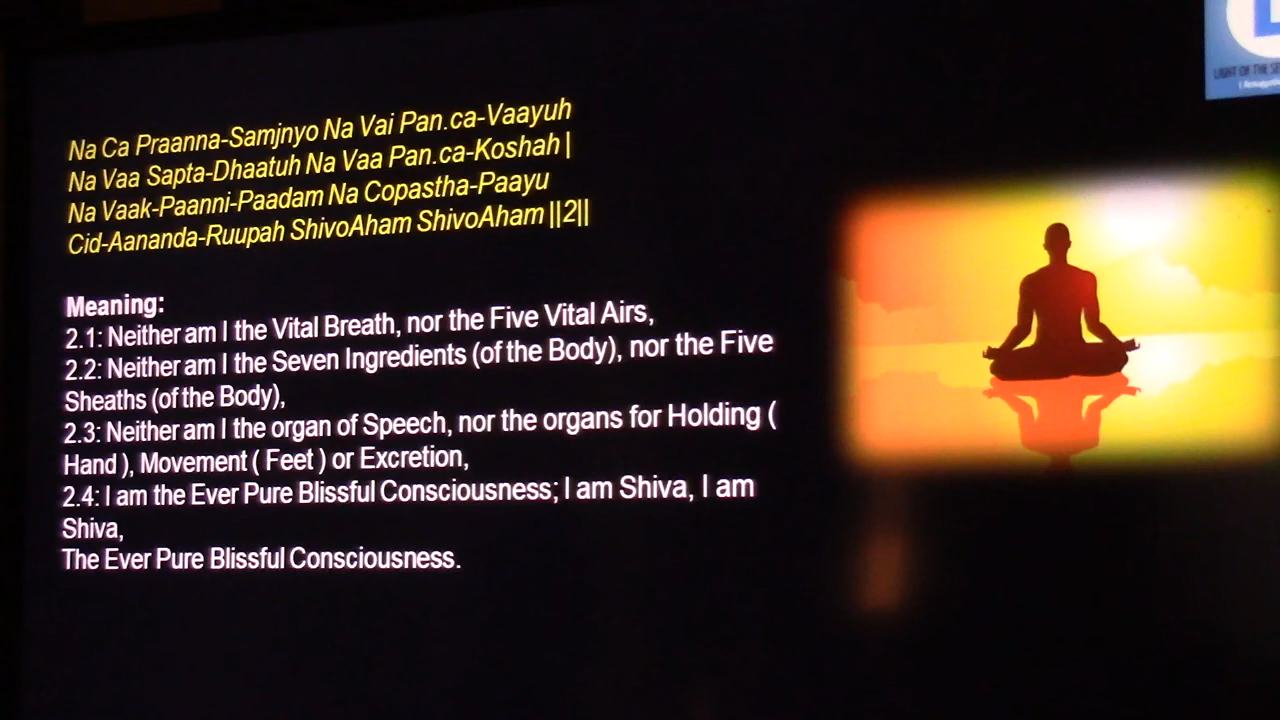 Na Ca Praanna-Samjnyo Na Vai Pan.ca-Vaayuh
Na Vaa Sapta-Dhaatuh Na Vaa Pan.ca-Koshah |
Na Vaak-Paanni-Paadam Na Copastha-Paayu
Cid-Aananda-Ruupah ShivoAham ShivoAham ||2||
Meaning:
2.1: Neither am I the Vital Breath, nor the Five Vital Airs,
2.2: Neither am I the Seven Ingredients (of the Body), nor the Five
Sheaths (of the Body),
2.3: Neither am I the organ of Speech, nor the organs for Holding (
Hand ), Movement ( Feet ) or Excretion,
2.4: I am the Ever Pure Blissful Consciousness; I am Shiva, I am
Shiva,
The Ever Pure Blissful Consciousness.
LIGHT OF THE